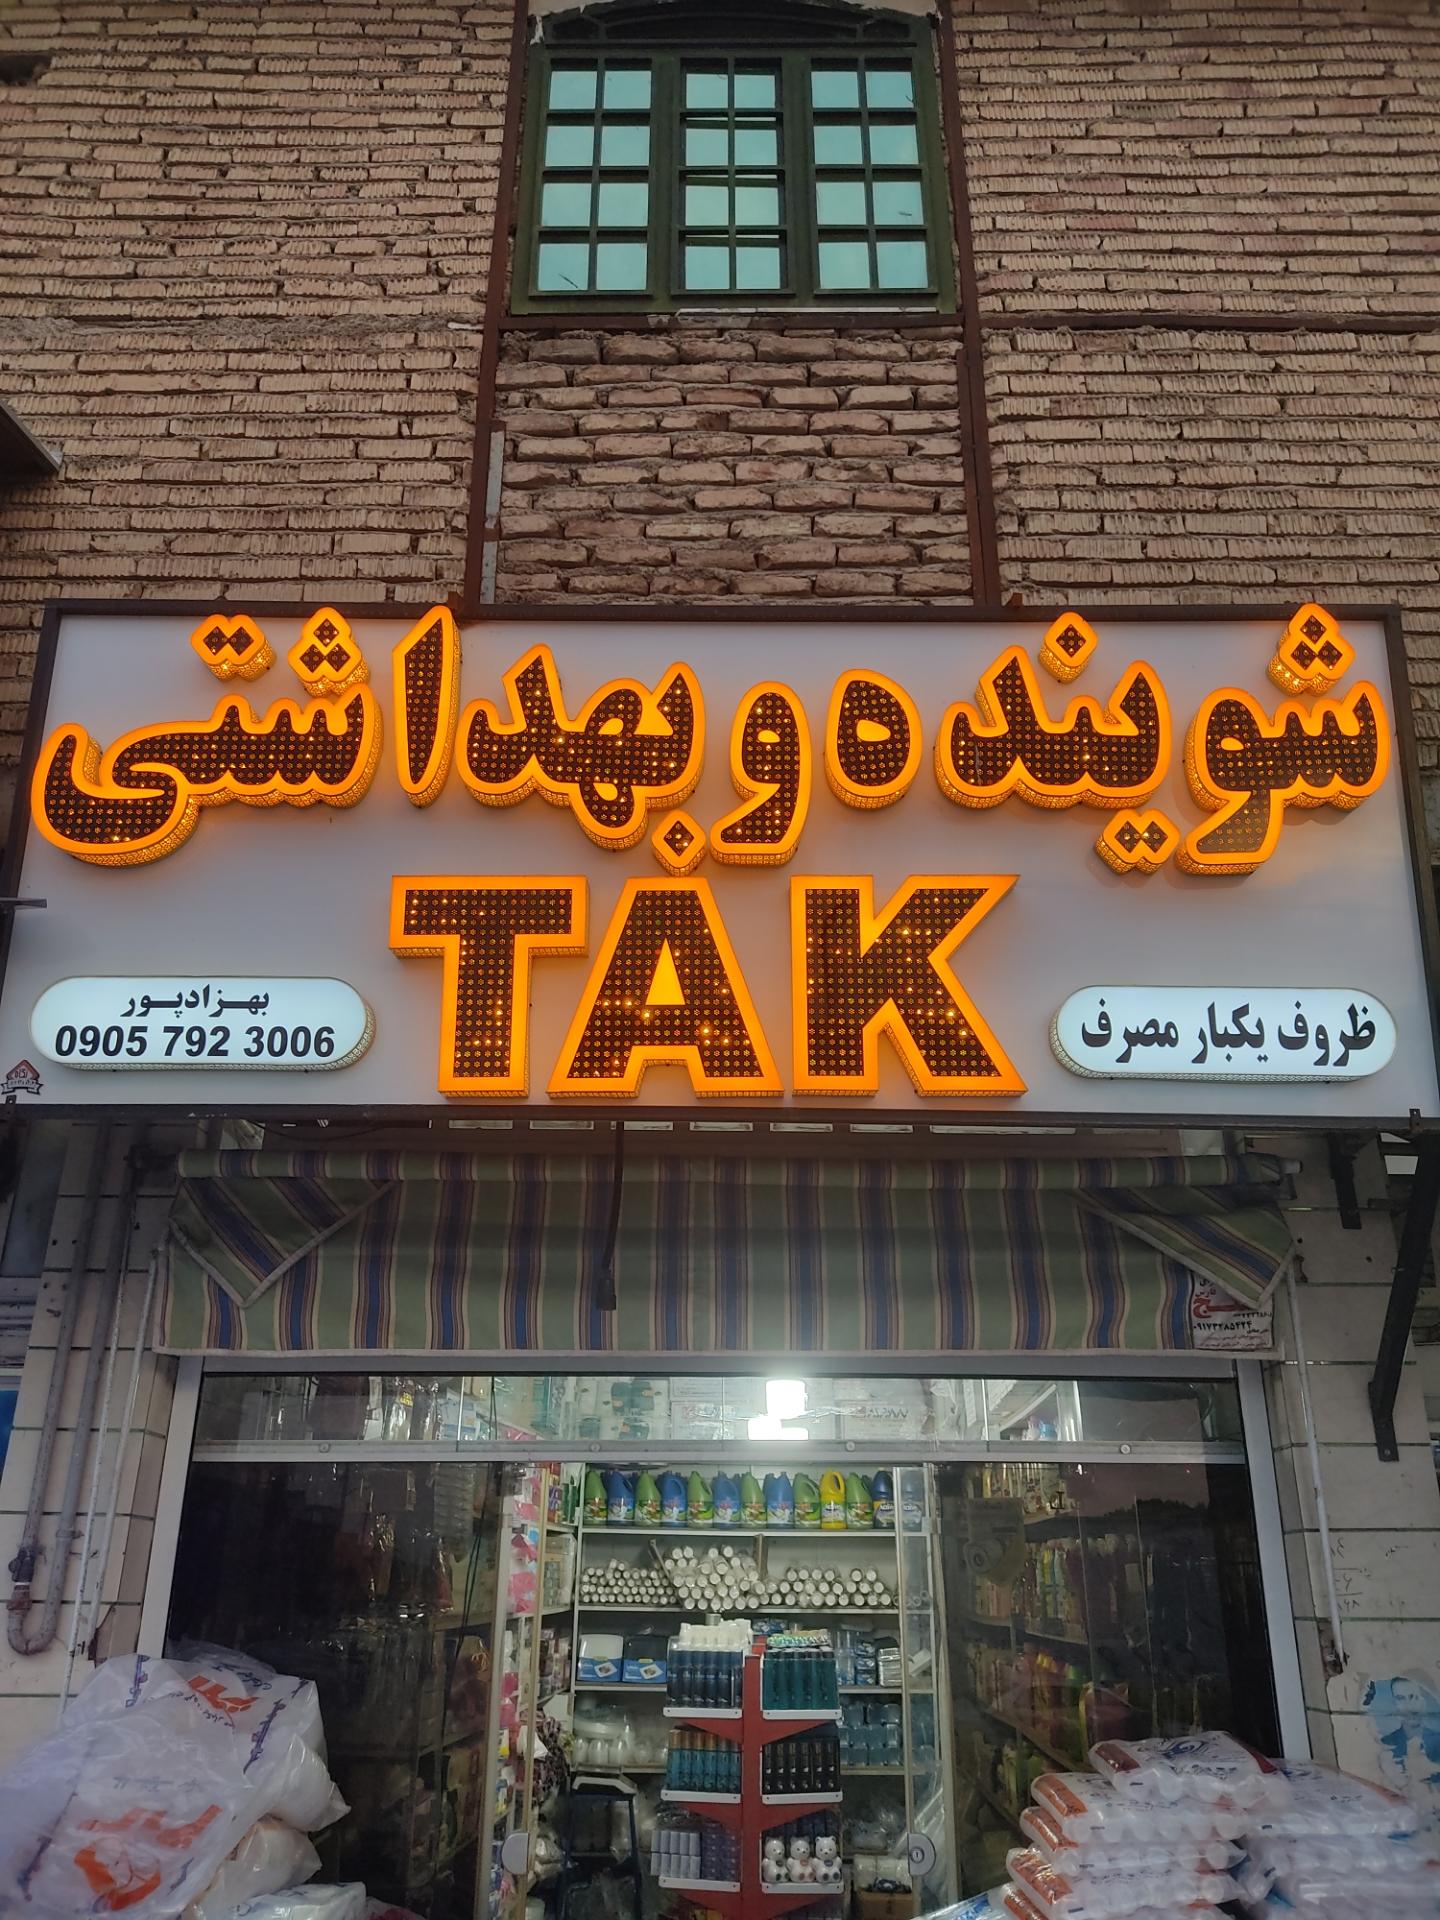 شوینده و بهداشتی
TAK
ظروف یکبار مصرف
بهزادپور
0905 792 3006